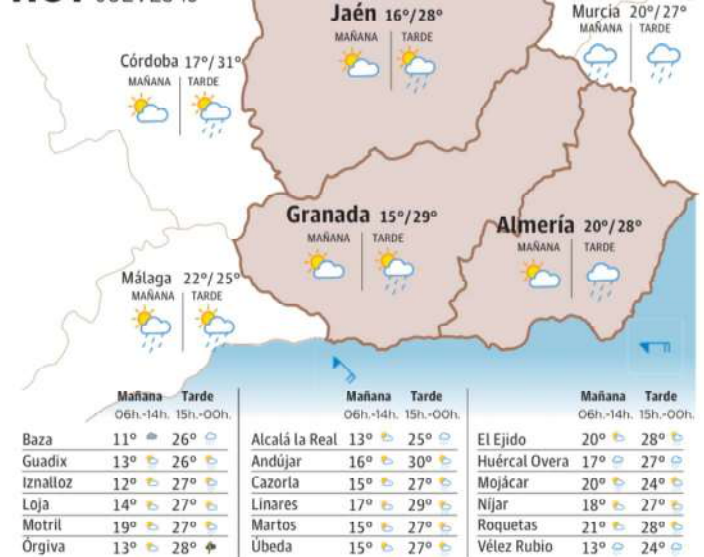 Jaén 16°/28°
MAÑANA TARDE
Murcia 20°/27°
MAÑANA TARDE
Córdoba 17°/31°
MAÑANA TARDE
Granada 15°/29°
MAÑANA TARDE
Almería 20°/28°
MAÑANA TARDE
Málaga 22°/25°
MAÑANA TARDE
Mañana Tarde
06h.-14h. 15h.-00h.
Baza 11° 26°
Guadix 13° 26°
Iznalloz 12° 27°
Loja 14° 27°
Motril 19° 27°
Órgiva 13° 28°
Mañana Tarde
06h.-14h. 15h.-00h.
Alcalá la Real 13° 25°
Andújar 16° 30°
Cazorla 15° 27°
Linares 17° 29°
Martos 15° 27°
Úbeda 15° 27°
Mañana Tarde
06h.-14h. 15h.-00h.
El Ejido 20° 28°
Huércal Overa 17° 27°
Mojácar 20° 24°
Níjar 18° 27°
Roquetas 21° 28°
Vélez Rubio 13° 24°